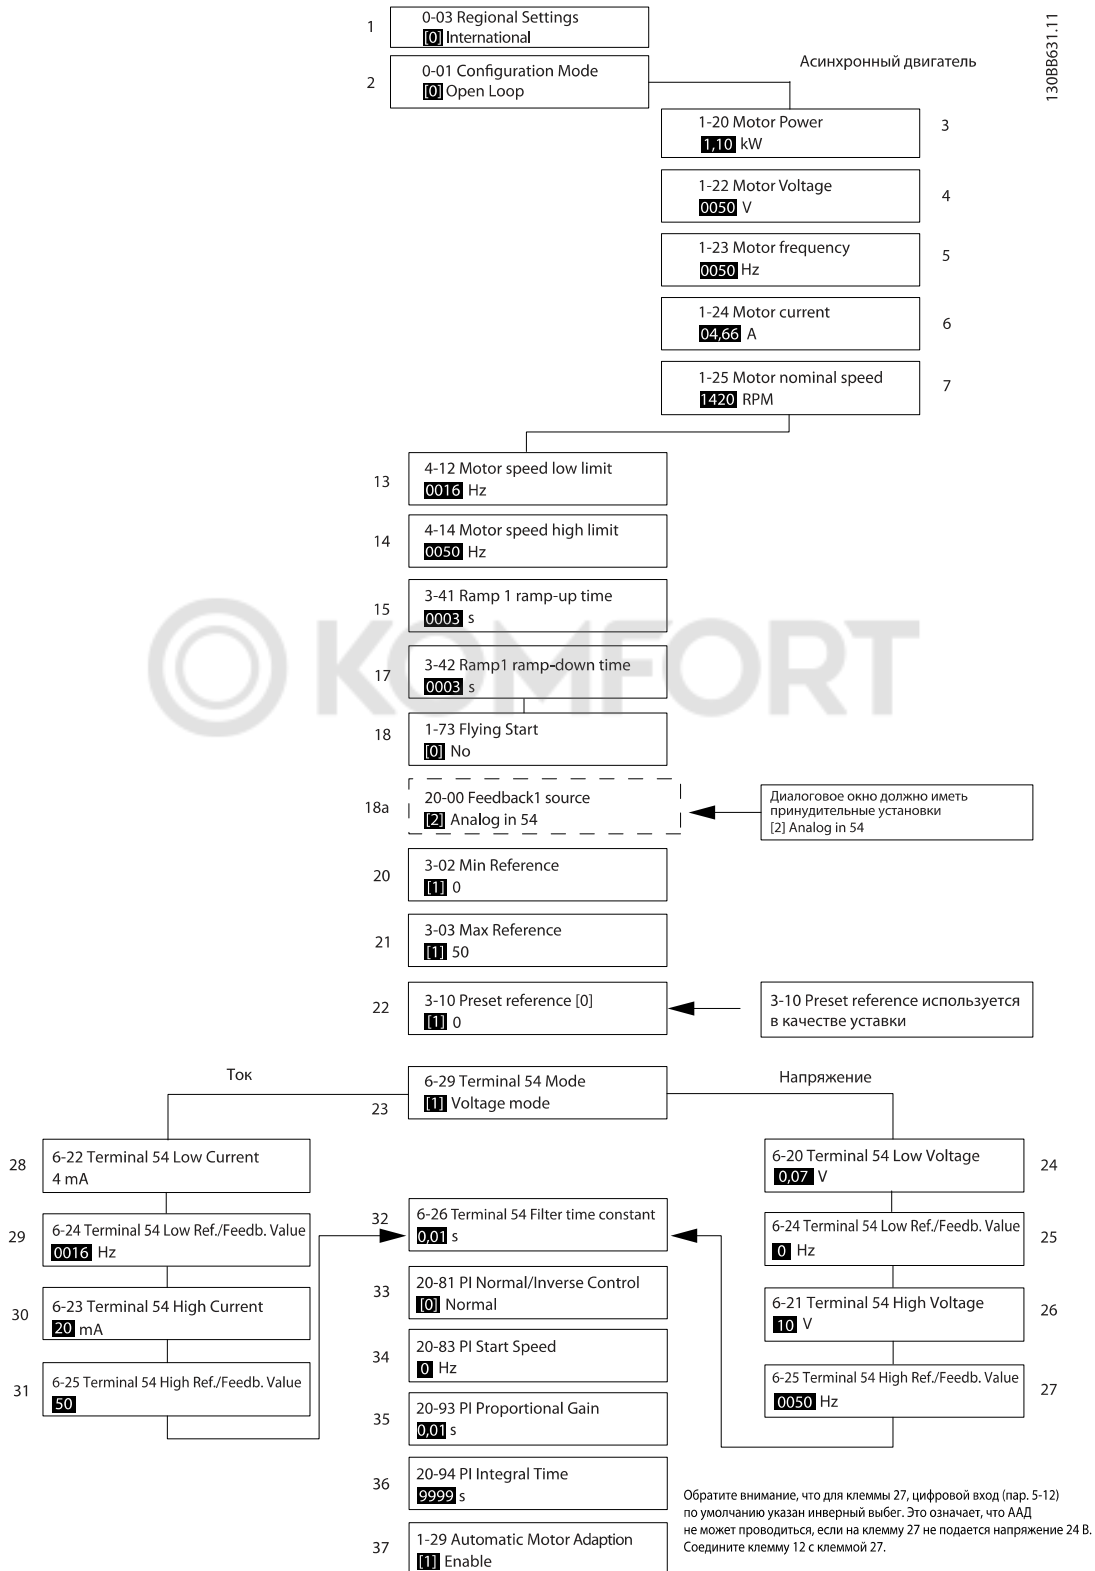 130BB631.11
1
0-03 Regional Settings
[0] International
2
0-01 Configuration Mode
[0] Open Loop
Асинхронный двигатель
1-20 Motor Power
1,10 kW
3
1-22 Motor Voltage
0050 V
4
1-23 Motor frequency
0050 Hz
5
1-24 Motor current
04,66 A
6
1-25 Motor nominal speed
1420 RPM
7
13
4-12 Motor speed low limit
0016 Hz
14
4-14 Motor speed high limit
0050 Hz
15
3-41 Ramp 1 ramp-up time
0003 s
KOMFORT
17
3-42 Ramp1 ramp-down time
0003 s
18
1-73 Flying Start
[0] No
18a
20-00 Feedback1 source
[2] Analog in 54
Диалоговое окно должно иметь
принудительные установки
[2] Analog in 54
20
3-02 Min Reference
[1] 0
21
3-03 Max Reference
[1] 50
22
3-10 Preset reference [0]
[1] 0
3-10 Preset reference используется
в качестве уставки
Ток
23
6-29 Terminal 54 Mode
[1] Voltage mode
Напряжение
28
6-22 Terminal 54 Low Current
4 mA
29
6-24 Terminal 54 Low Ref./Feedb. Value
0016 Hz
30
6-23 Terminal 54 High Current
20 mA
31
6-25 Terminal 54 High Ref./Feedb. Value
50
6-20 Terminal 54 Low Voltage
0,07 V
24
6-24 Terminal 54 Low Ref./Feedb. Value
0 Hz
25
6-21 Terminal 54 High Voltage
10 V
26
6-25 Terminal 54 High Ref./Feedb. Value
0050 Hz
27
32
6-26 Terminal 54 Filter time constant
0,01 s
33
20-81 PI Normal/Inverse Control
[0] Normal
34
20-83 PI Start Speed
0 Hz
35
20-93 PI Proportional Gain
0,01 s
36
20-94 PI Integral Time
9999 s
37
1-29 Automatic Motor Adaption
[1] Enable
Обратите внимание, что для клеммы 27, цифровой вход (пар. 5-12)
по умолчанию указан инверный выбег. Это означает, что ААД
не может проводиться, если на клемму 27 не подается напряжение 24 В.
Соедините клемму 12 с клеммой 27.